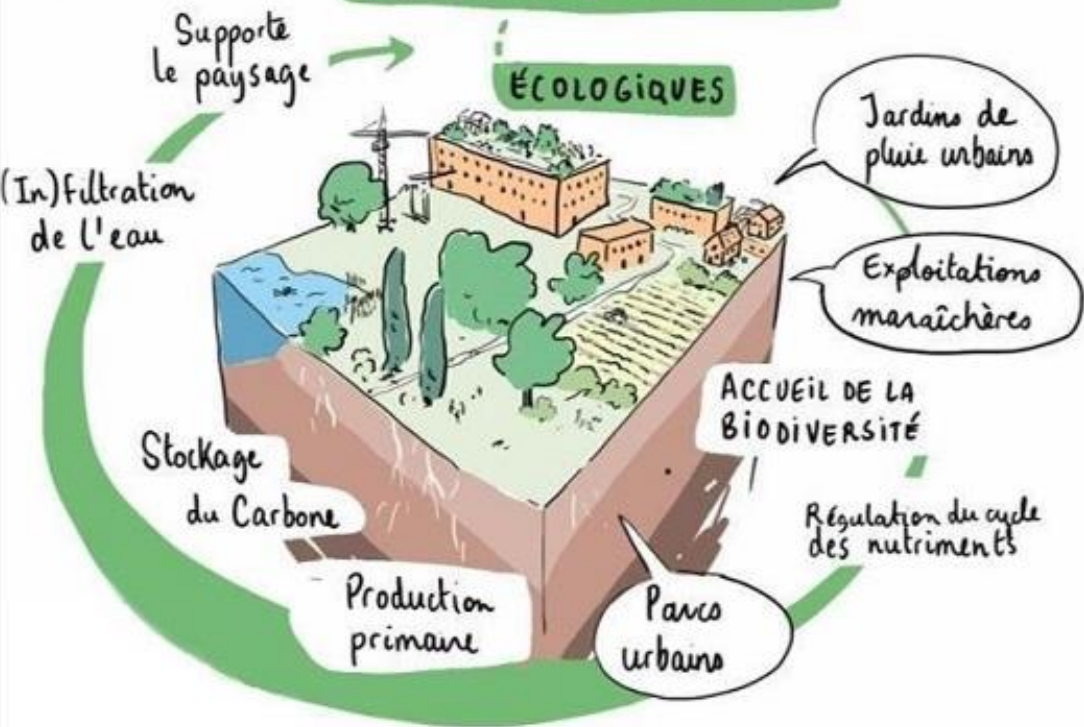 Supporte
le paysage
ÉCOLOGIQUES
Jardins de
pluie urbains
(In)filtration
de l'eau
Exploitations
maraîchères
ACCUEIL DE LA
BIODIVERSITÉ
Stockage
du Carbone
Régulation du cycle
des nutriments
Production
primaire
Parcs
urbains